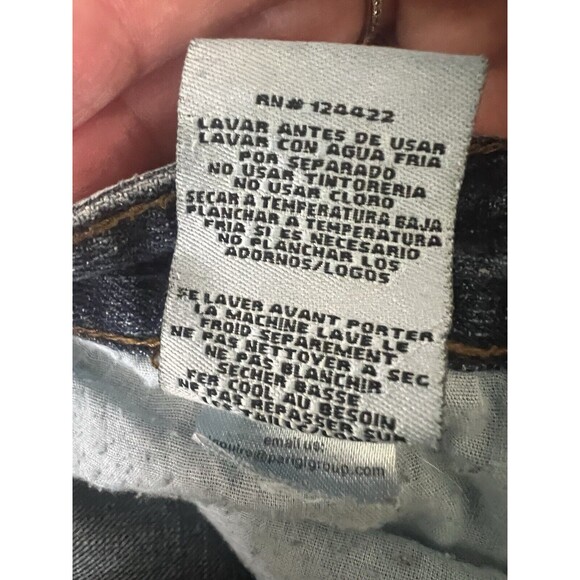 RN# 124422
LAVAR ANTES DE USAR
LAVAR CON AGUA FRIA
POR SEPARADO
NO USAR TINTORERIA
NO USAR CLORO
SECAR A TEMPERATURA BAJA
PLANCHAR A TEMPERATURA
FRIA SI ES NECESARIO
NO PLANCHAR LOS
ADORNOS/LOGOS
SE LAVER AVANT PORTER
LA MACHINE LAVE LE
FROID SEPAREMENT
NE PAS NETTOYER A SEC
NE PAS BLANCHIR
SECHER BASSE
FER COOL AU BESOIN
NE PAS REPASSER SUR
email us: